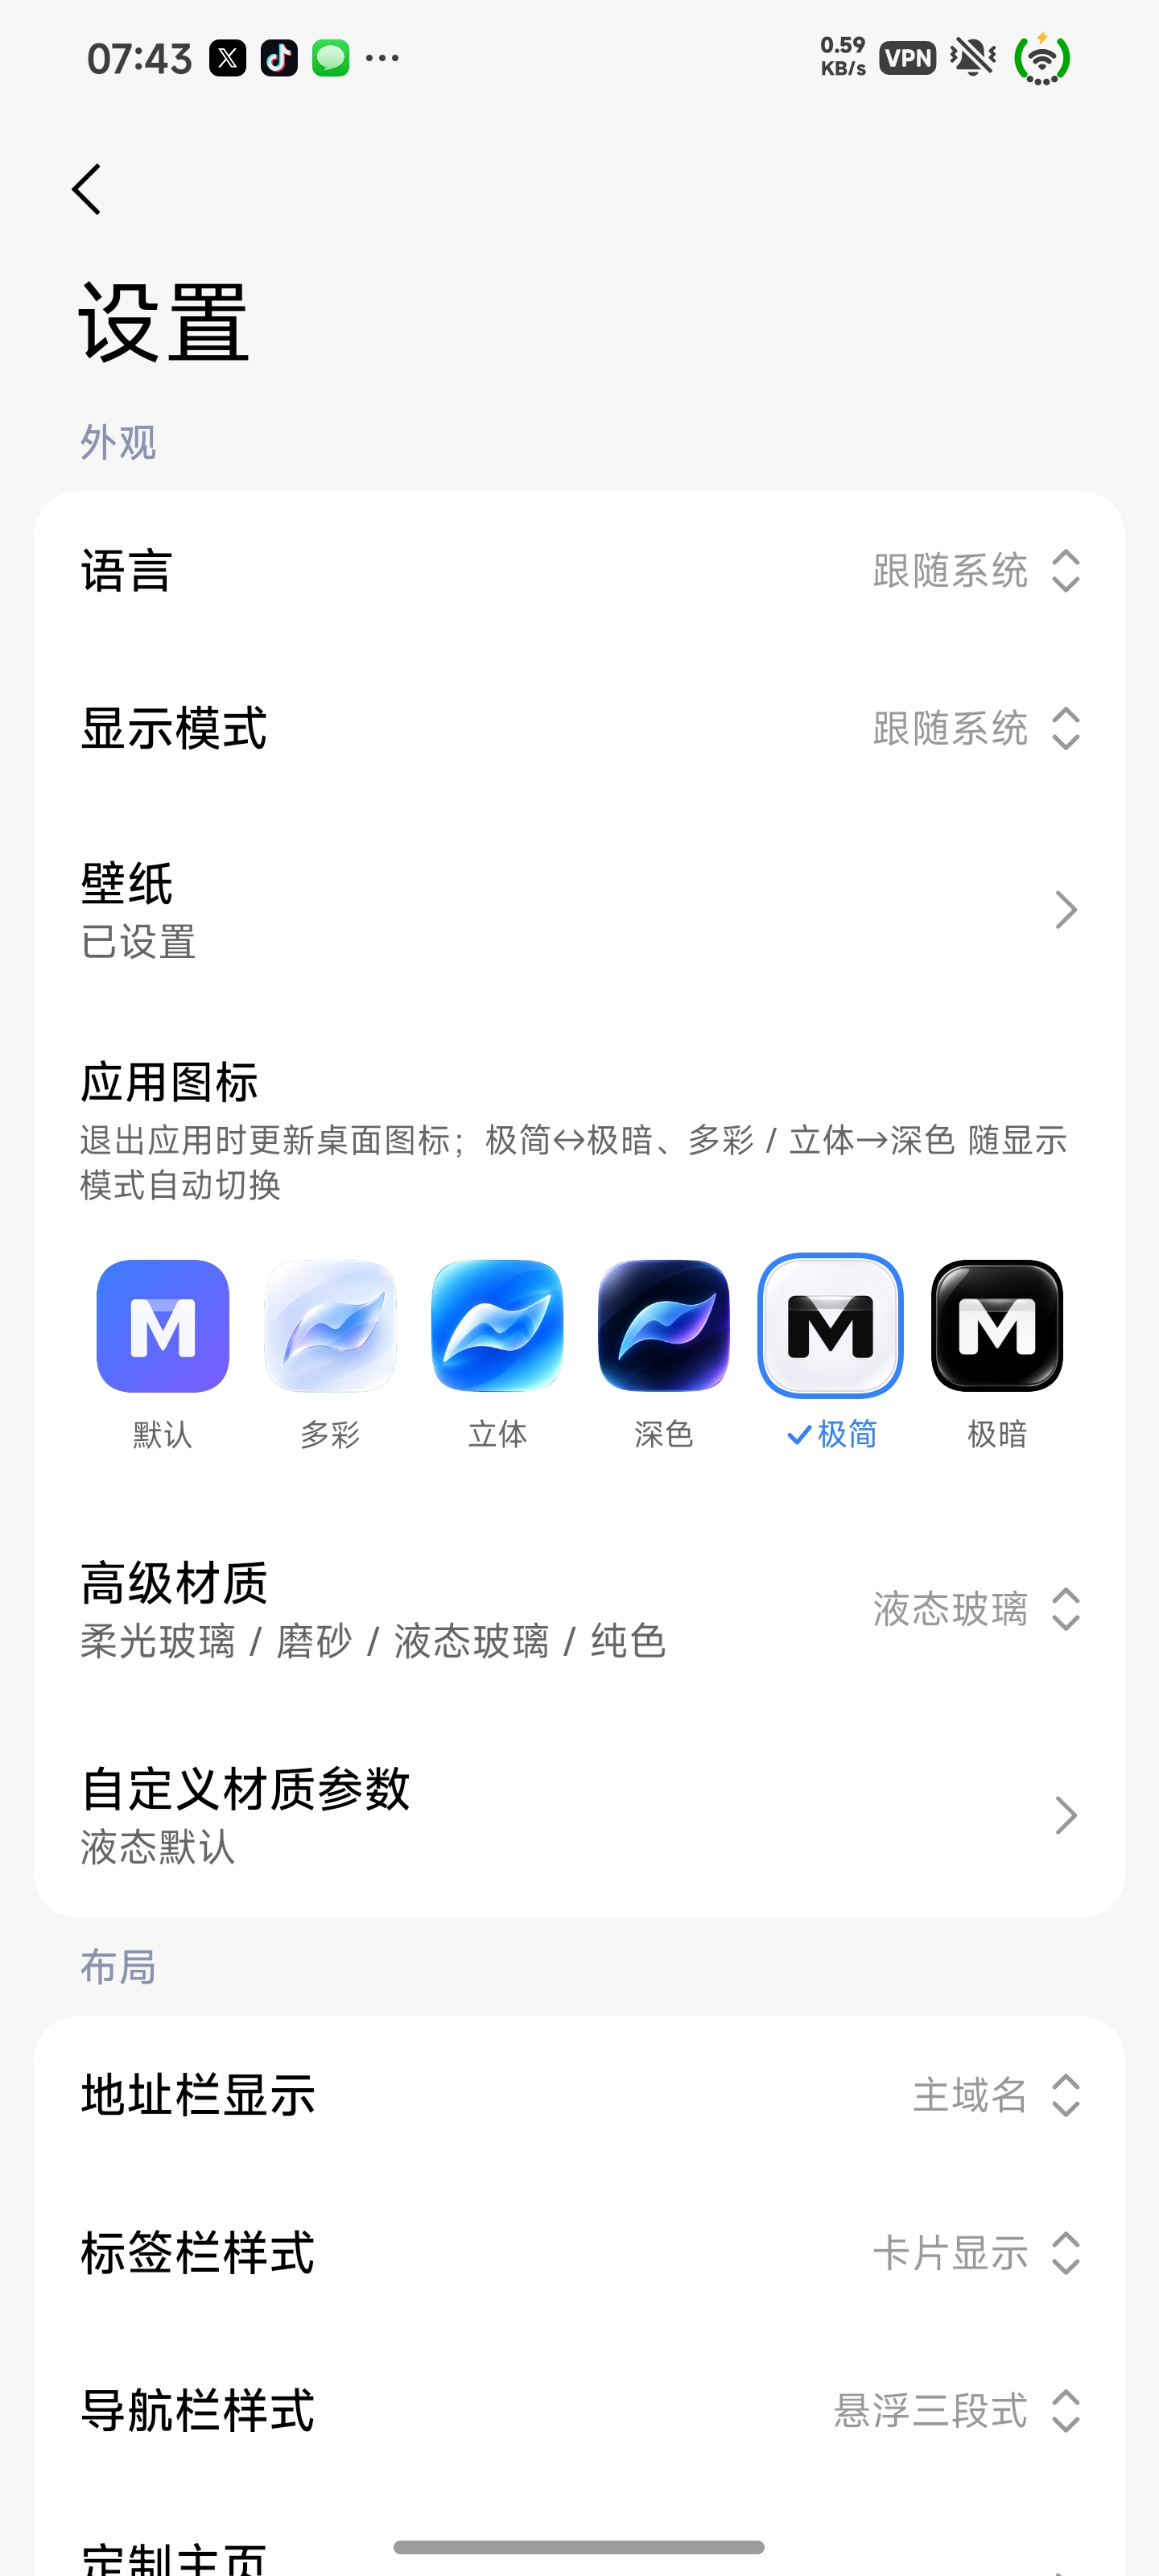 07:43
0.59
KB/s
VPN
设置
外观
语言
跟随系统
显示模式
跟随系统
壁纸
已设置
应用图标
退出应用时更新桌面图标；极简↔极暗、多彩 / 立体→深色 随显示
模式自动切换
M
M
M
默认
多彩
立体
深色
极简
极暗
高级材质
柔光玻璃 / 磨砂 / 液态玻璃 / 纯色
液态玻璃
自定义材质参数
液态默认
布局
地址栏显示
主域名
标签栏样式
卡片显示
导航栏样式
悬浮三段式
定制主页